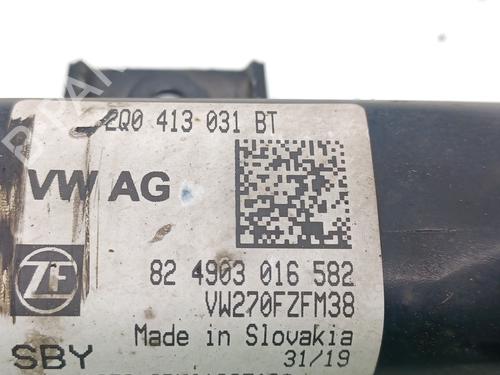 2Q0 413 031 BT
VW AG
ZF
82 4903 016 582
VW270FZFM38
Made in Slovakia
SBY
31/19